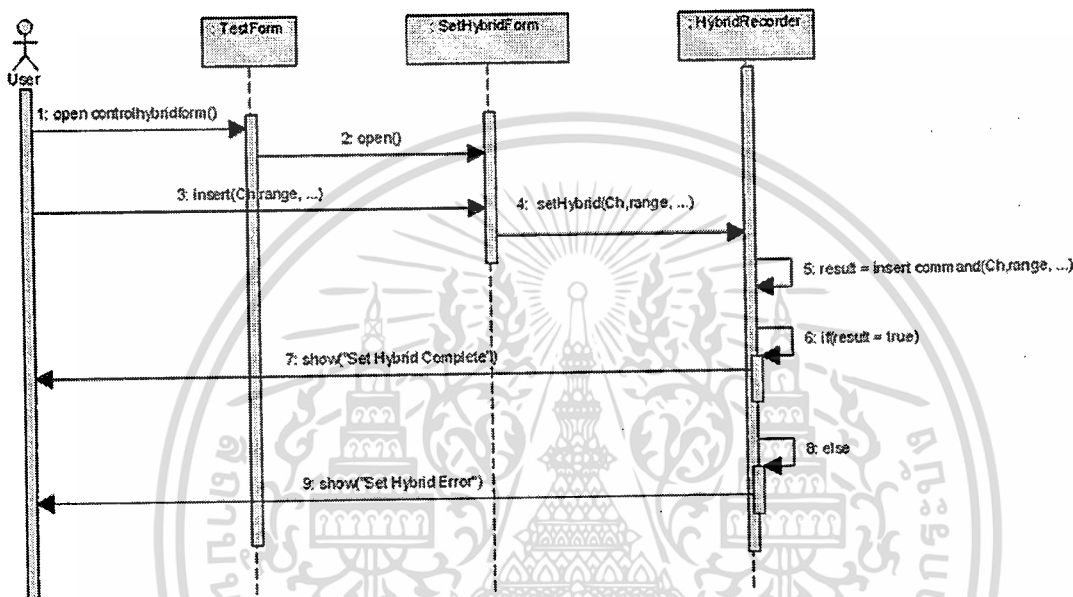 : TestForm
: SetHybridForm
: HybridRecorder
User
1: open controlhybridform()
2: open()
3: insert(Ch,range, ...)
4: setHybrid(Ch,range, ...)
5: result = insert command(Ch,range, ...)
6: if(result = true)
7: show("Set Hybrid Complete")
8: else
9: show("Set Hybrid Error")